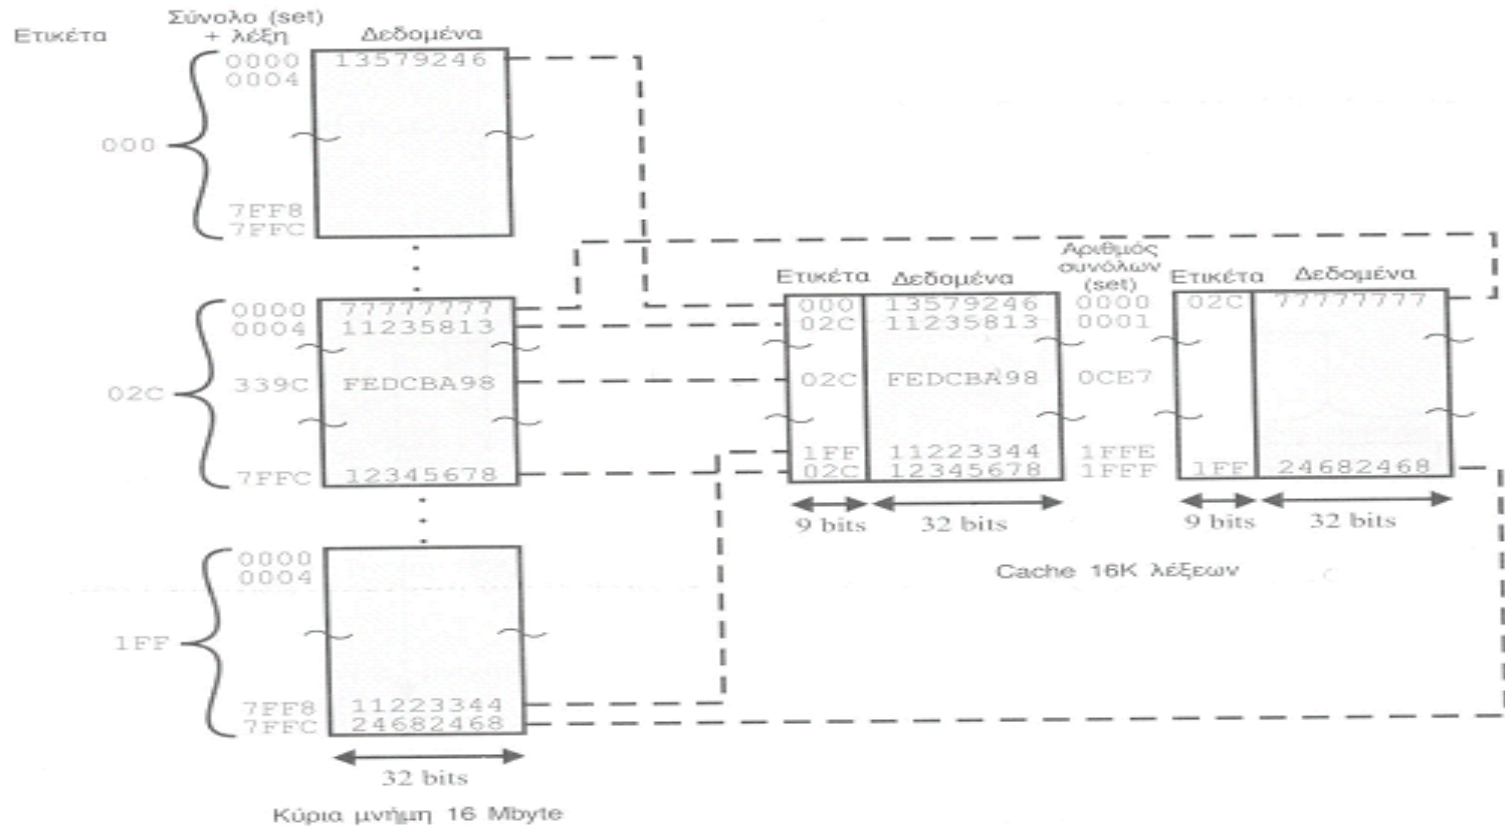 Ετικέτα
Σύνολο (set)
+ λέξη
Δεδομένα
0000
13579246
0004
000
7FF8
7FFC
0000
77777777
0004
11235813
02C
339C
FEDCBA98
7FFC
12345678
0000
0004
1FF
7FF8
11223344
7FFC
24682468
32 bits
Κύρια μνήμη 16 Mbyte
Ετικέτα
Δεδομένα
Αριθμός
συνόλων
(set)
Ετικέτα
Δεδομένα
000
13579246
0000
02C
77777777
02C
11235813
0001
02C
FEDCBA98
0CE7
1FF
11223344
1FFE
02C
12345678
1FFF
1FF
24682468
9 bits
32 bits
9 bits
32 bits
Cache 16K λέξεων